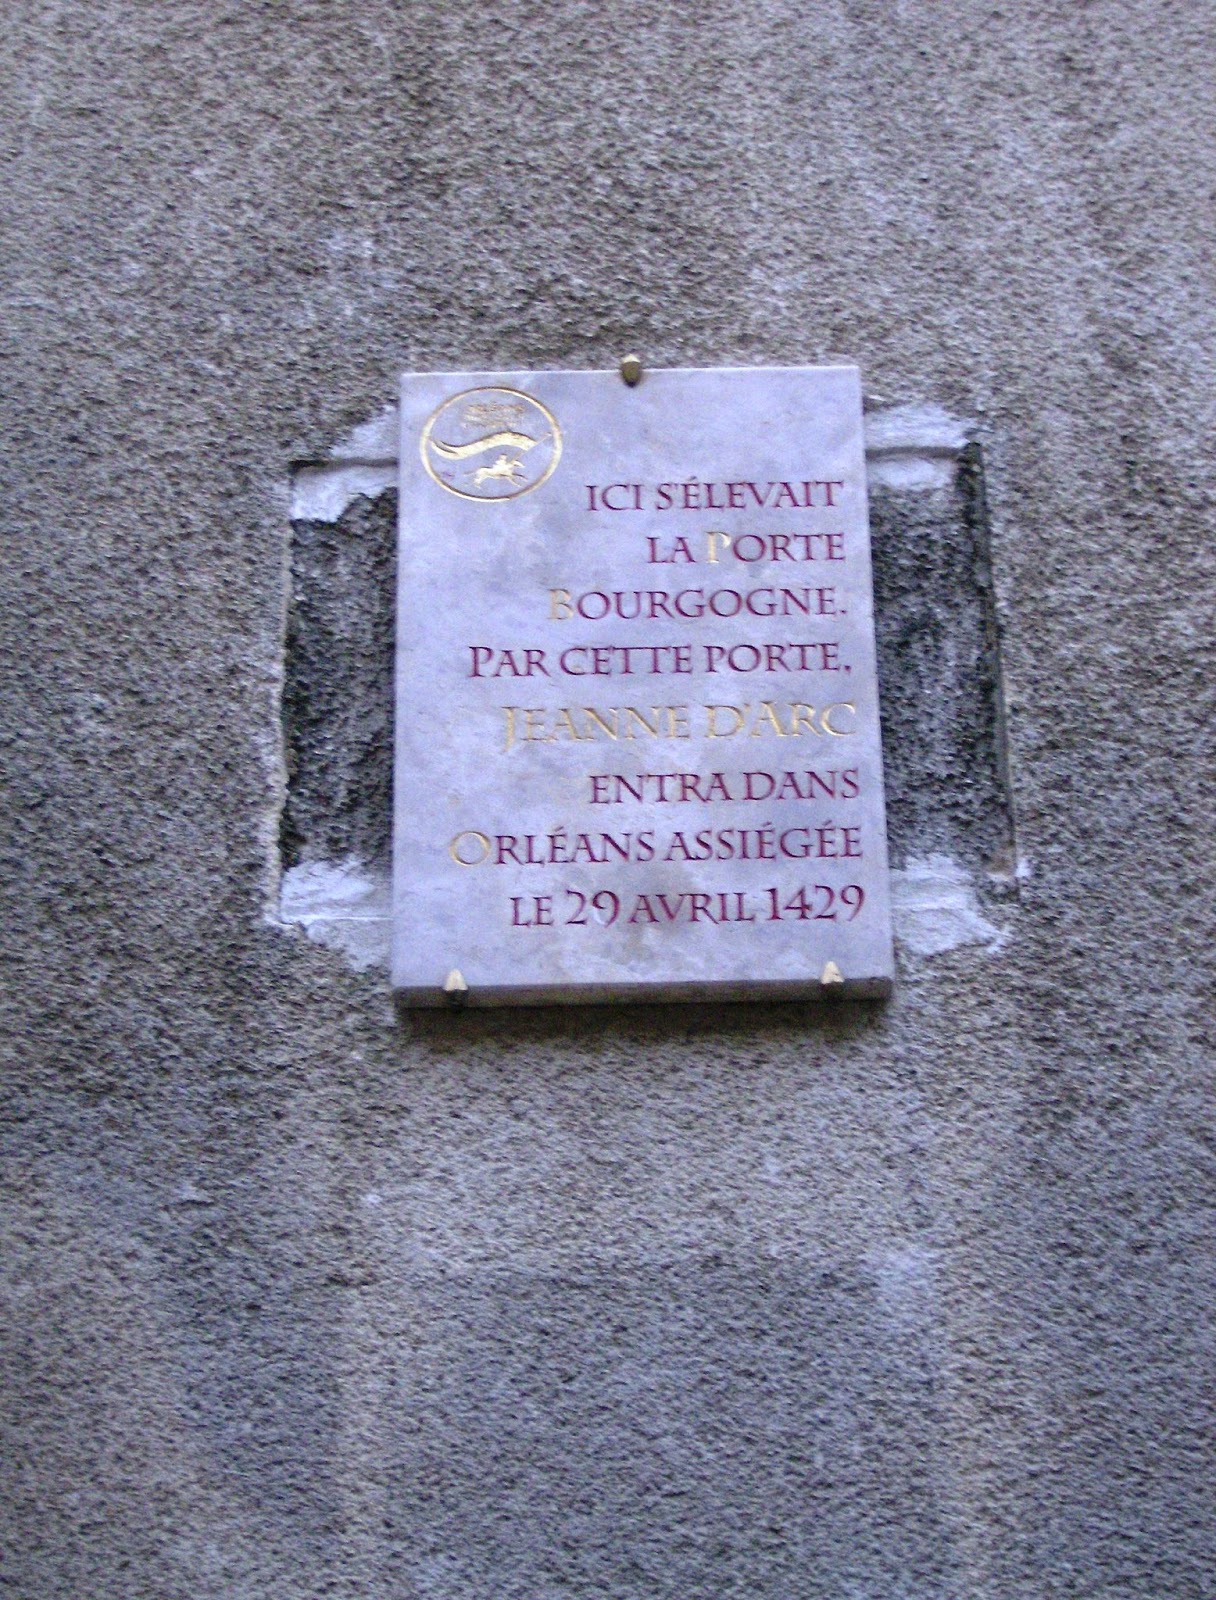 ICI S'ÉLEVAIT
LA PORTE
BOURGOGNE.
PAR CETTE PORTE,
JEANNE D'ARC
ENTRA DANS
ORLÉANS ASSIÉGÉE
LE 29 AVRIL 1429